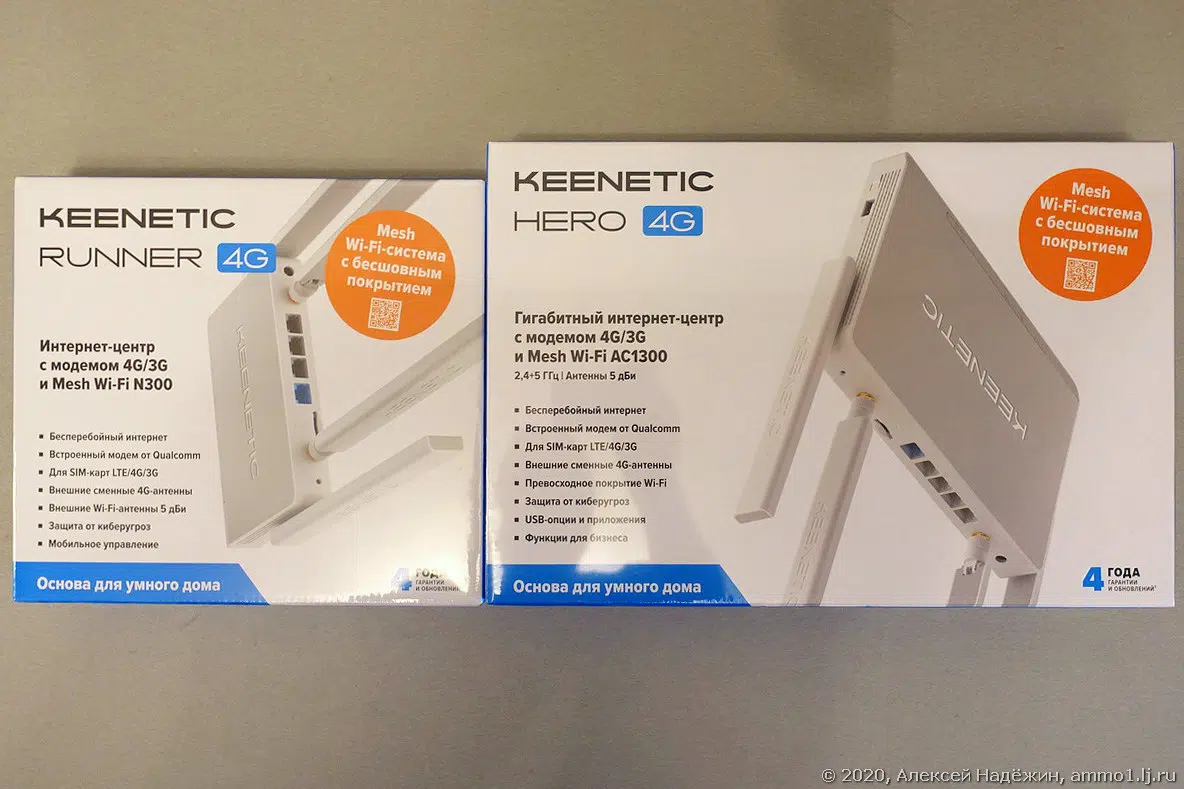 KEENETIC
RUNNER 4G
Mesh
Wi-Fi-система
с бесшовным
покрытием
Интернет-центр
с модемом 4G/3G
и Mesh Wi-Fi N300
Бесперебойный интернет
Встроенный модем от Qualcomm
Для SIM-карт LTE/4G/3G
Внешние сменные 4G-антенны
Внешние Wi-Fi-антенны 5 дБи
Защита от киберугроз
Мобильное управление
KEENETIC
Основа для умного дома
4 ГОДА
ГАРАНТИИ
И ОБНОВЛЕНИЙ
KEENETIC
HERO 4G
Mesh
Wi-Fi-система
с бесшовным
покрытием
Гигабитный интернет-центр
с модемом 4G/3G
и Mesh Wi-Fi AC1300
2,4+5 ГГц | Антенны 5 дБи
Бесперебойный интернет
Встроенный модем от Qualcomm
Для SIM-карт LTE/4G/3G
Внешние сменные 4G-антенны
Превосходное покрытие Wi-Fi
Защита от киберугроз
USB-опции и приложения
Функции для бизнеса
KEENETIC
Основа для умного дома
4 ГОДА
ГАРАНТИИ
И ОБНОВЛЕНИЙ¹
© 2020, Алексей Надёжин, ammo1.lj.ru